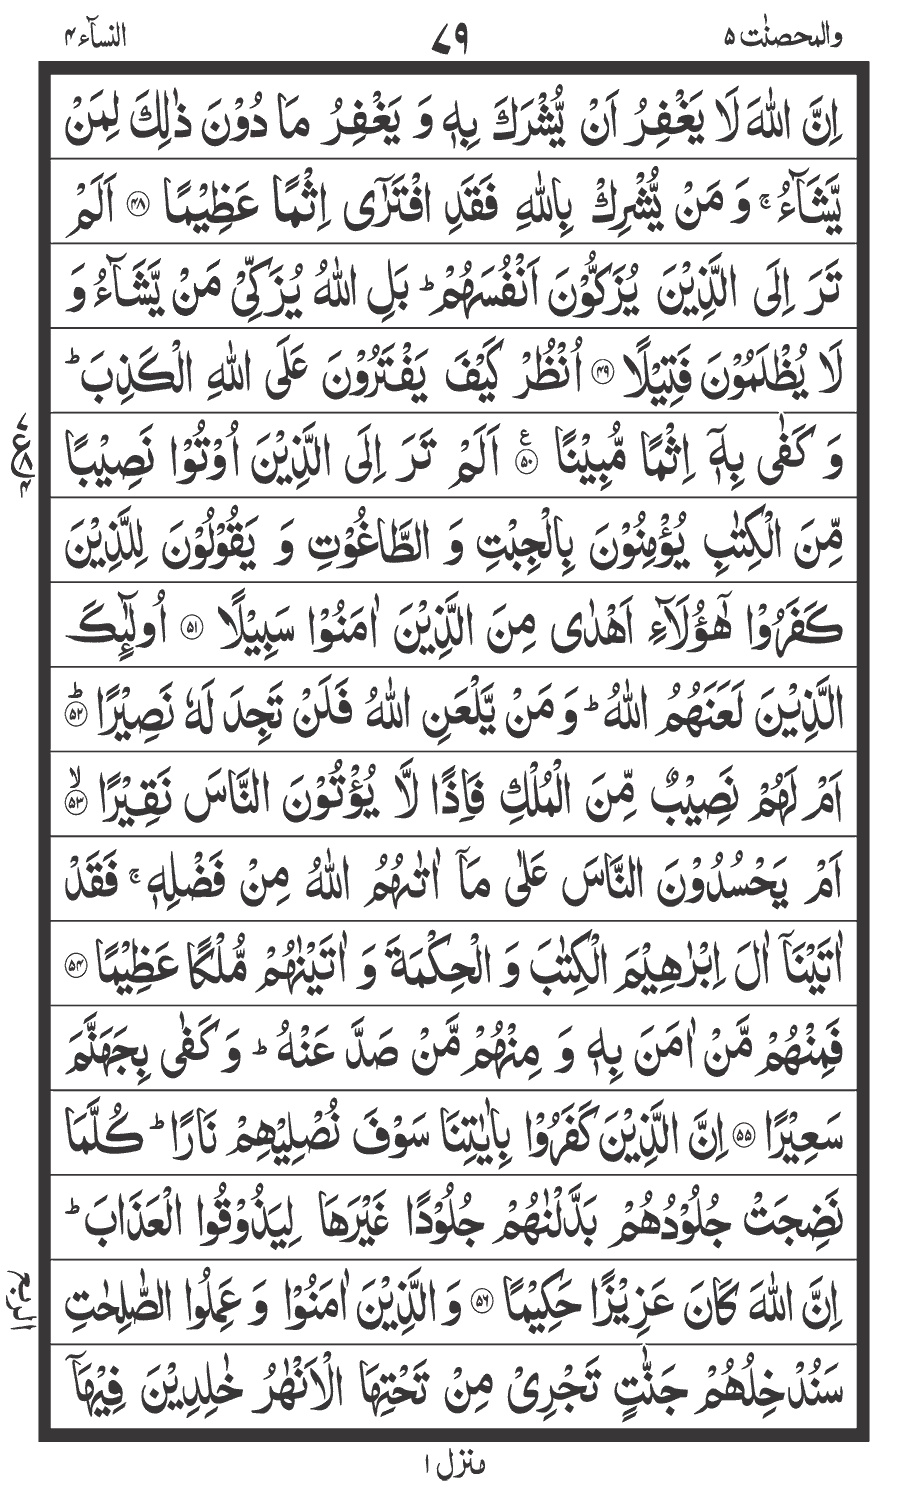 والمحصنٰت ۵
۷۹
النسآء ۴
اِنَّ اللّٰهَ لَا يَغْفِرُ اَنْ يُّشْرَكَ بِهٖ وَ يَغْفِرُ مَا دُوْنَ ذٰلِكَ لِمَنْ
يَّشَآءُ ۚ وَ مَنْ يُّشْرِكْ بِاللّٰهِ فَقَدِ افْتَرٰۤى اِثْمًا عَظِيْمًا ۴۸ اَلَمْ
تَرَ اِلَى الَّذِيْنَ يُزَكُّوْنَ اَنْفُسَهُمْ ؕ بَلِ اللّٰهُ يُزَكِّيْ مَنْ يَّشَآءُ وَ
لَا يُظْلَمُوْنَ فَتِيْلًا ۴۹ اُنْظُرْ كَيْفَ يَفْتَرُوْنَ عَلَى اللّٰهِ الْكَذِبَ ؕ
وَ كَفٰى بِهٖۤ اِثْمًا مُّبِيْنًا ۵۰ ع اَلَمْ تَرَ اِلَى الَّذِيْنَ اُوْتُوْا نَصِيْبًا
۷ ع ۸ ۴
مِّنَ الْكِتٰبِ يُؤْمِنُوْنَ بِالْجِبْتِ وَ الطَّاغُوْتِ وَ يَقُوْلُوْنَ لِلَّذِيْنَ
كَفَرُوْا هٰۤؤُلَآءِ اَهْدٰى مِنَ الَّذِيْنَ اٰمَنُوْا سَبِيْلًا ۵۱ اُولٰٓئِكَ
الَّذِيْنَ لَعَنَهُمُ اللّٰهُ ؕ وَ مَنْ يَّلْعَنِ اللّٰهُ فَلَنْ تَجِدَ لَهٗ نَصِيْرًا ؕ ۵۲
اَمْ لَهُمْ نَصِيْبٌ مِّنَ الْمُلْكِ فَاِذًا لَّا يُؤْتُوْنَ النَّاسَ نَقِيْرًا ۙ ۵۳
اَمْ يَحْسُدُوْنَ النَّاسَ عَلٰى مَاۤ اٰتٰىهُمُ اللّٰهُ مِنْ فَضْلِهٖ ۚ فَقَدْ
اٰتَيْنَاۤ اٰلَ اِبْرٰهِيْمَ الْكِتٰبَ وَ الْحِكْمَةَ وَ اٰتَيْنٰهُمْ مُّلْكًا عَظِيْمًا ۵۴
فَمِنْهُمْ مَّنْ اٰمَنَ بِهٖ وَ مِنْهُمْ مَّنْ صَدَّ عَنْهُ ؕ وَ كَفٰى بِجَهَنَّمَ
سَعِيْرًا ۵۵ اِنَّ الَّذِيْنَ كَفَرُوْا بِاٰيٰتِنَا سَوْفَ نُصْلِيْهِمْ نَارًا ؕ كُلَّمَا
نَضِجَتْ جُلُوْدُهُمْ بَدَّلْنٰهُمْ جُلُوْدًا غَيْرَهَا لِيَذُوْقُوا الْعَذَابَ ؕ
اِنَّ اللّٰهَ كَانَ عَزِيْزًا حَكِيْمًا ۵۶ وَ الَّذِيْنَ اٰمَنُوْا وَ عَمِلُوا الصّٰلِحٰتِ
الربع
سَنُدْخِلُهُمْ جَنّٰتٍ تَجْرِيْ مِنْ تَحْتِهَا الْاَنْهٰرُ خٰلِدِيْنَ فِيْهَاۤ
منزل ۱